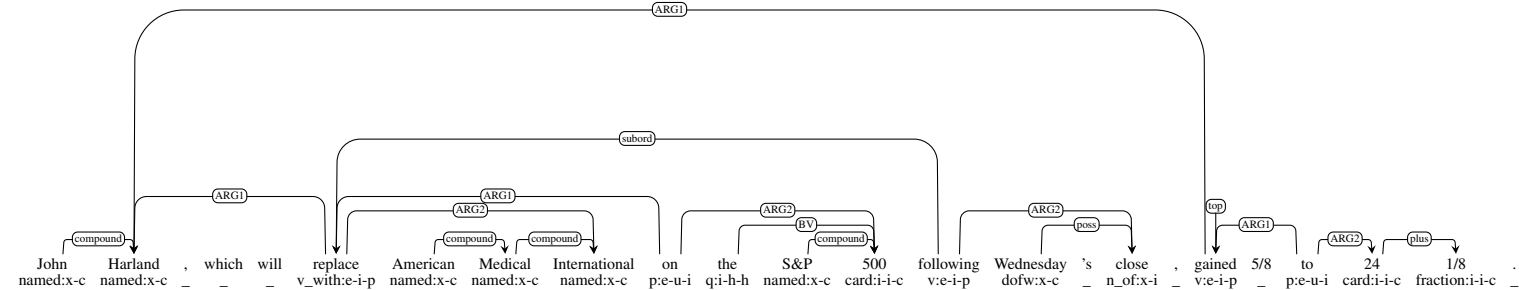 ARG1
subord
ARG1 ARG1
ARG2 ARG2 ARG2 top
BV poss ARG1
compound compound compound compound ARG2 plus
John Harland , which will replace American Medical International on the S&P 500 following Wednesday 's close , gained 5/8 to 24 1/8 .
named:x-c named:x-c _ _ _ v_with:e-i-p named:x-c named:x-c named:x-c p:e-u-i q:i-h-h named:x-c card:i-i-c v:e-i-p dofw:x-c _ n_of:x-i _ v:e-i-p _ p:e-u-i card:i-i-c fraction:i-i-c _